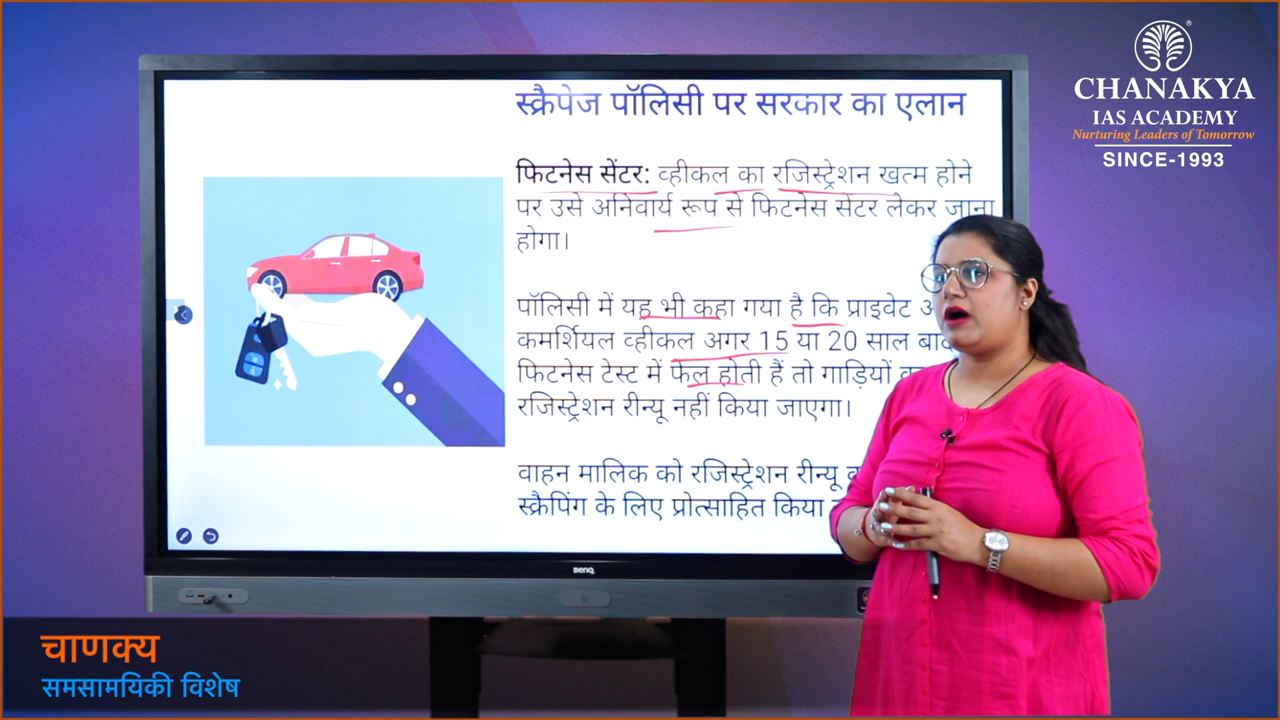 स्क्रैपेज पॉलिसी पर सरकार का एलान
फिटनेस सेंटर: व्हीकल का रजिस्ट्रेशन खत्म होने
पर उसे अनिवार्य रूप से फिटनेस सेंटर लेकर जाना
होगा।
पॉलिसी में यह भी कहा गया है कि प्राइवेट
कमर्शियल व्हीकल अगर 15 या 20 साल
फिटनेस टेस्ट में फेल होती हैं तो गाड़ियों
रजिस्ट्रेशन रीन्यू नहीं किया जाएगा।
वाहन मालिक को रजिस्ट्रेशन रीन्यू
स्क्रैपिंग के लिए प्रोत्साहित किया
BenQ
CHANAKYA
IAS ACADEMY
Nurturing Leaders of Tomorrow
SINCE-1993
चाणक्य
समसामयिकी विशेष